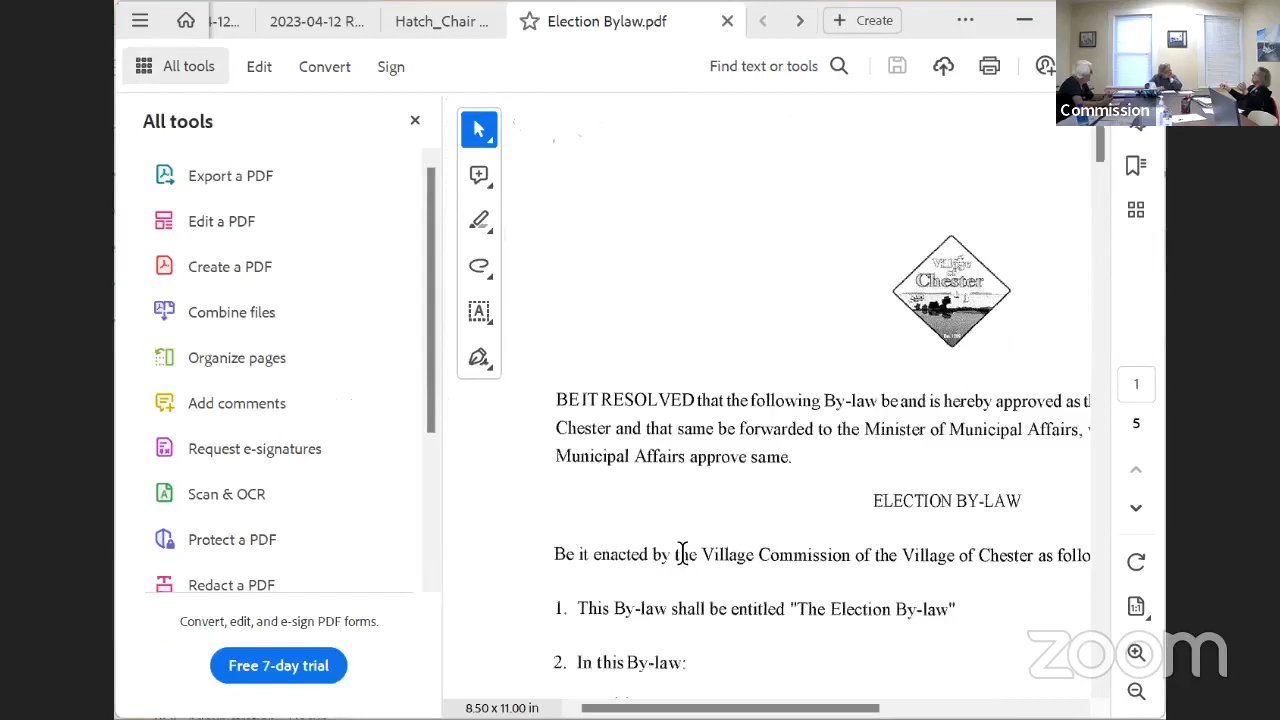 4-12...
2023-04-12 R...
Hatch_Chair ...
Election Bylaw.pdf
Create
All tools
Edit
Convert
Sign
Find text or tools
Commission
All tools
Export a PDF
Edit a PDF
Create a PDF
Combine files
Organize pages
Add comments
Request e-signatures
Scan & OCR
Protect a PDF
Redact a PDF
Convert, edit, and e-sign PDF forms.
Free 7-day trial
Village
of
Chester
BE IT RESOLVED that the following By-law be and is hereby approved as th
Chester and that same be forwarded to the Minister of Municipal Affairs,
Municipal Affairs approve same.
ELECTION BY-LAW
Be it enacted by the Village Commission of the Village of Chester as follo
1. This By-law shall be entitled "The Election By-law"
2. In this By-law:
8.50 x 11.00 in
1
5
1:1
zoom